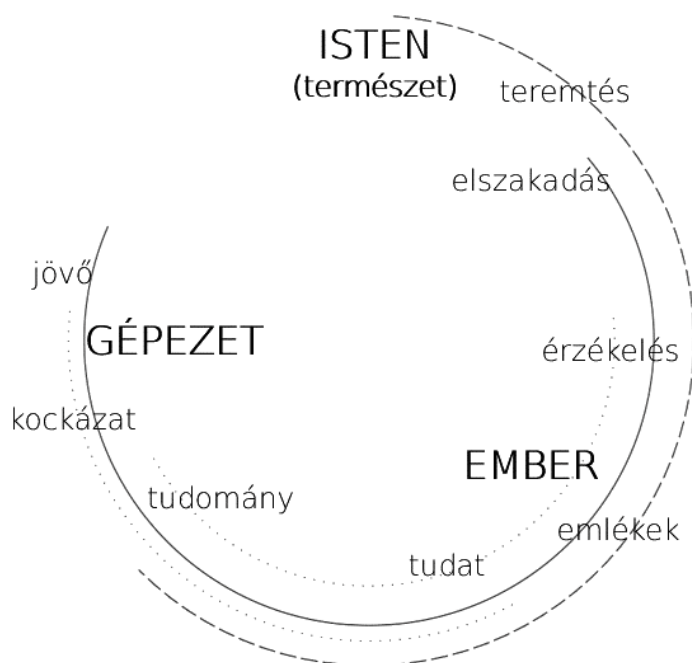 ISTEN
(természet)
teremtés
elszakadás
jövő
GÉPEZET
érzékelés
kockázat
EMBER
tudomány
emlékek
tudat